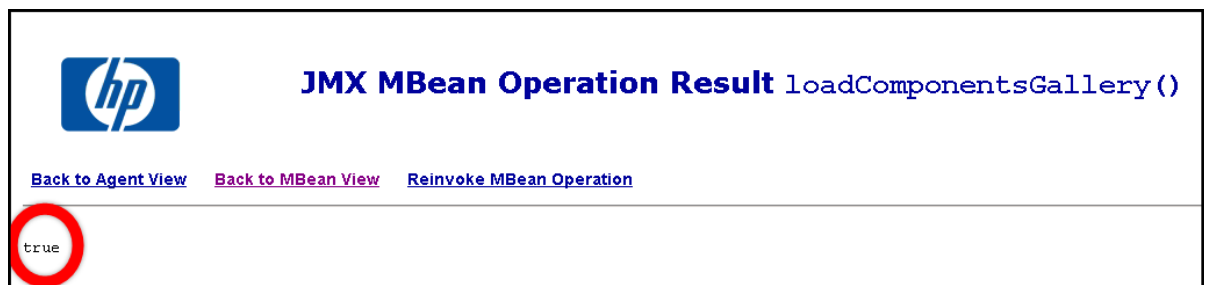 hp
JMX MBean Operation Result loadComponentsGallery()
Back to Agent View Back to MBean View Reinvoke MBean Operation
true